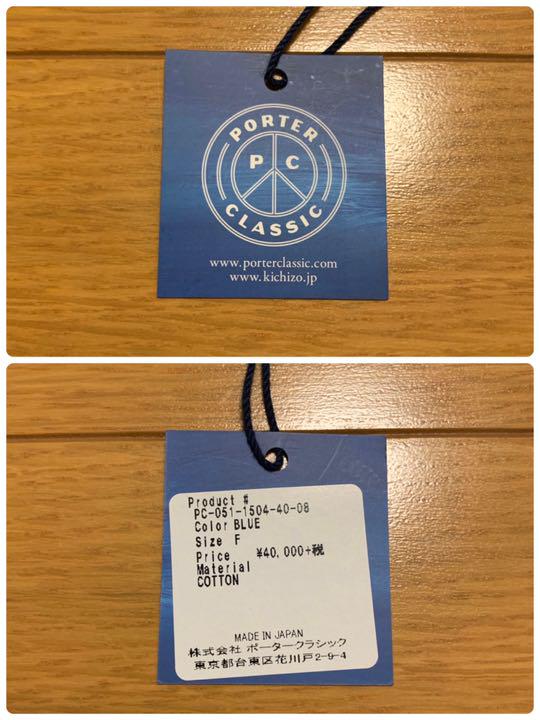 PORTER
P C
CLASSIC
www.porterclassic.com
www.kichizo.jp
Product #
PC-051-1504-40-08
Color BLUE
Size F
Price ¥40,000+税
Material
COTTON
MADE IN JAPAN
株式会社 ポータークラシック
東京都台東区花川戸2-9-4